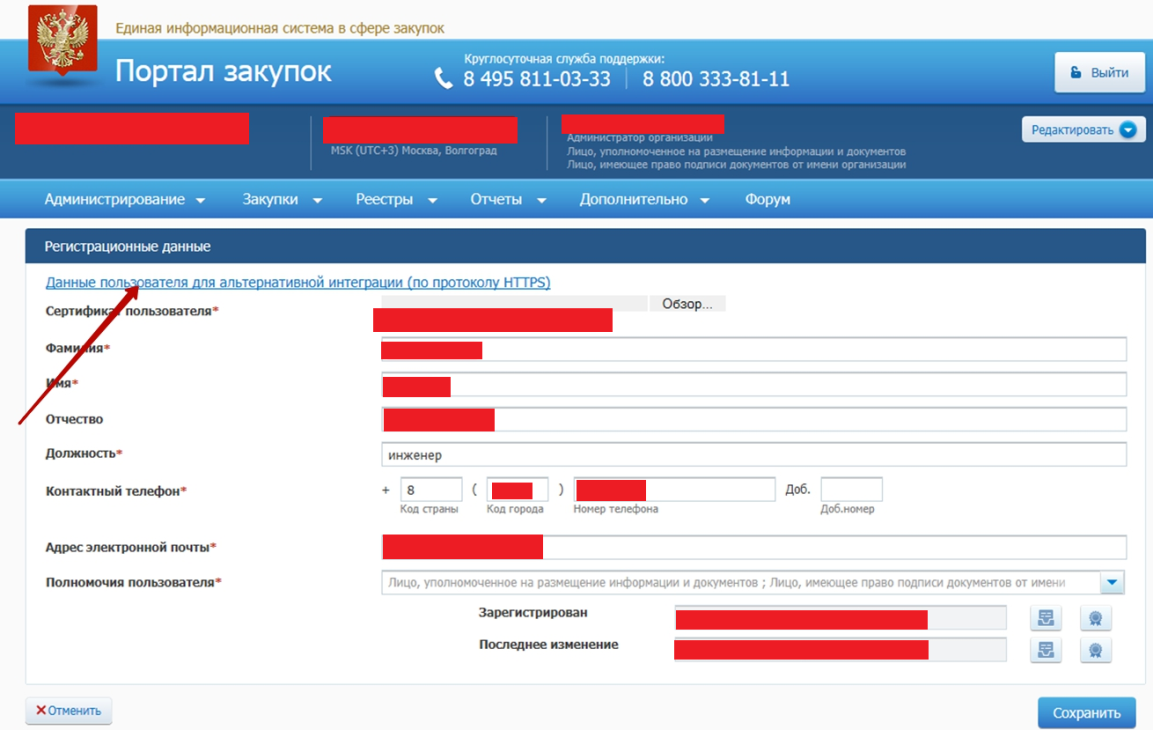 Единая информационная система в сфере закупок
Портал закупок
Круглосуточная служба поддержки:
8 495 811-03-33 8 800 333-81-11
Выйти
MSK (UTC+3) Москва, Волгоград
Администратор организации
Лицо, уполномоченное на размещение информации и документов
Лицо, имеющее право подписи документов от имени организации
Редактировать
Администрирование Закупки Реестры Отчеты Дополнительно Форум
Регистрационные данные
Данные пользователя для альтернативной интеграции (по протоколу HTTPS)
Сертификат пользователя* Обзор...
Фамилия*
Имя*
Отчество
Должность* инженер
Контактный телефон* + 8 ( ) Доб.
Код страны Код города Номер телефона Доб.номер
Адрес электронной почты*
Полномочия пользователя* Лицо, уполномоченное на размещение информации и документов ; Лицо, имеющее право подписи документов от имени
Зарегистрирован
Последнее изменение
Отменить Сохранить